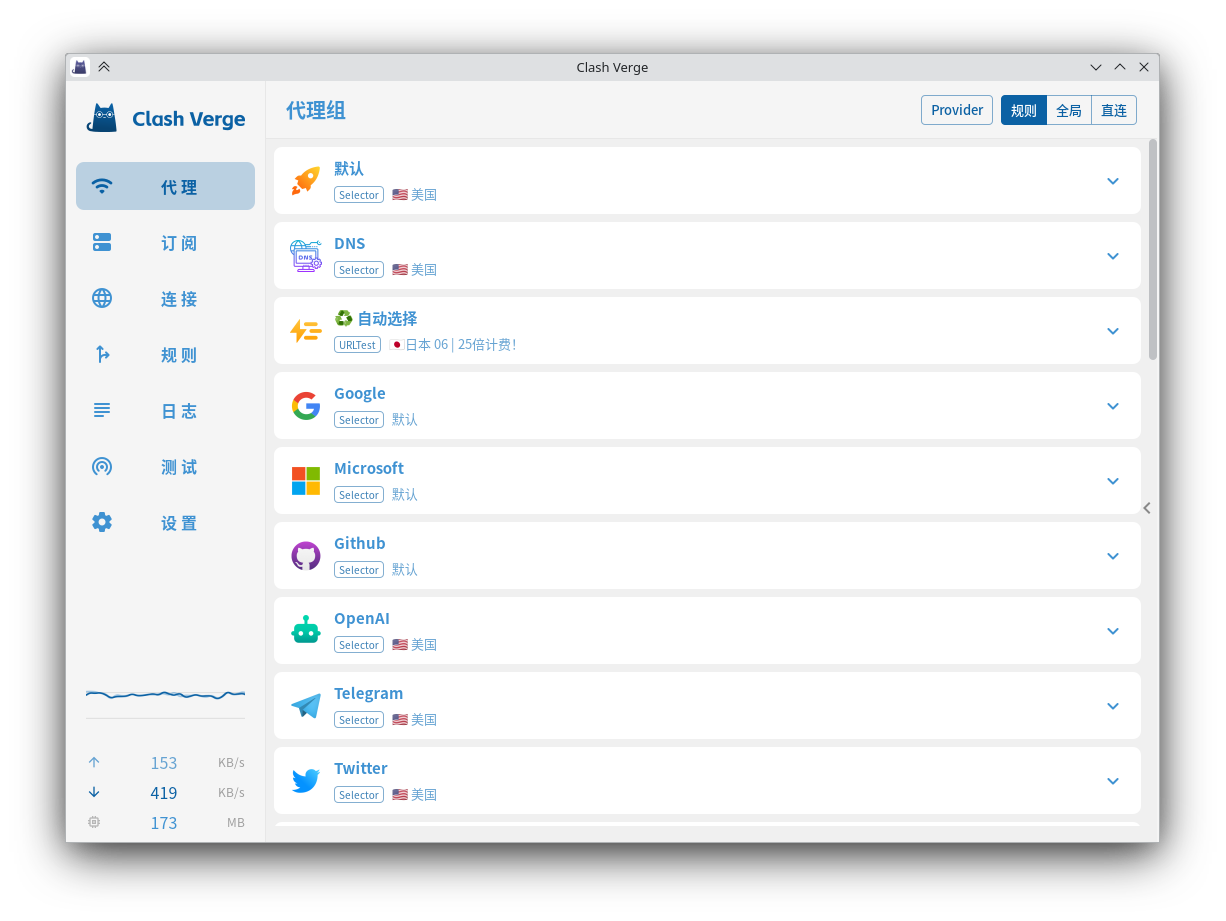 Clash Verge
Clash Verge
代理
订阅
连接
规则
日志
测试
设置
153 KB/s
419 KB/s
173 MB
代理组
Provider
规则 全局 直连
默认
Selector 🇺🇸 美国
DNS
DNS
Selector 🇺🇸 美国
♻️ 自动选择
URLTest 🇯🇵日本 06 | 25倍计费！
Google
Selector 默认
Microsoft
Selector 默认
Github
Selector 默认
OpenAI
Selector 🇺🇸 美国
Telegram
Selector 🇺🇸 美国
Twitter
Selector 🇺🇸 美国